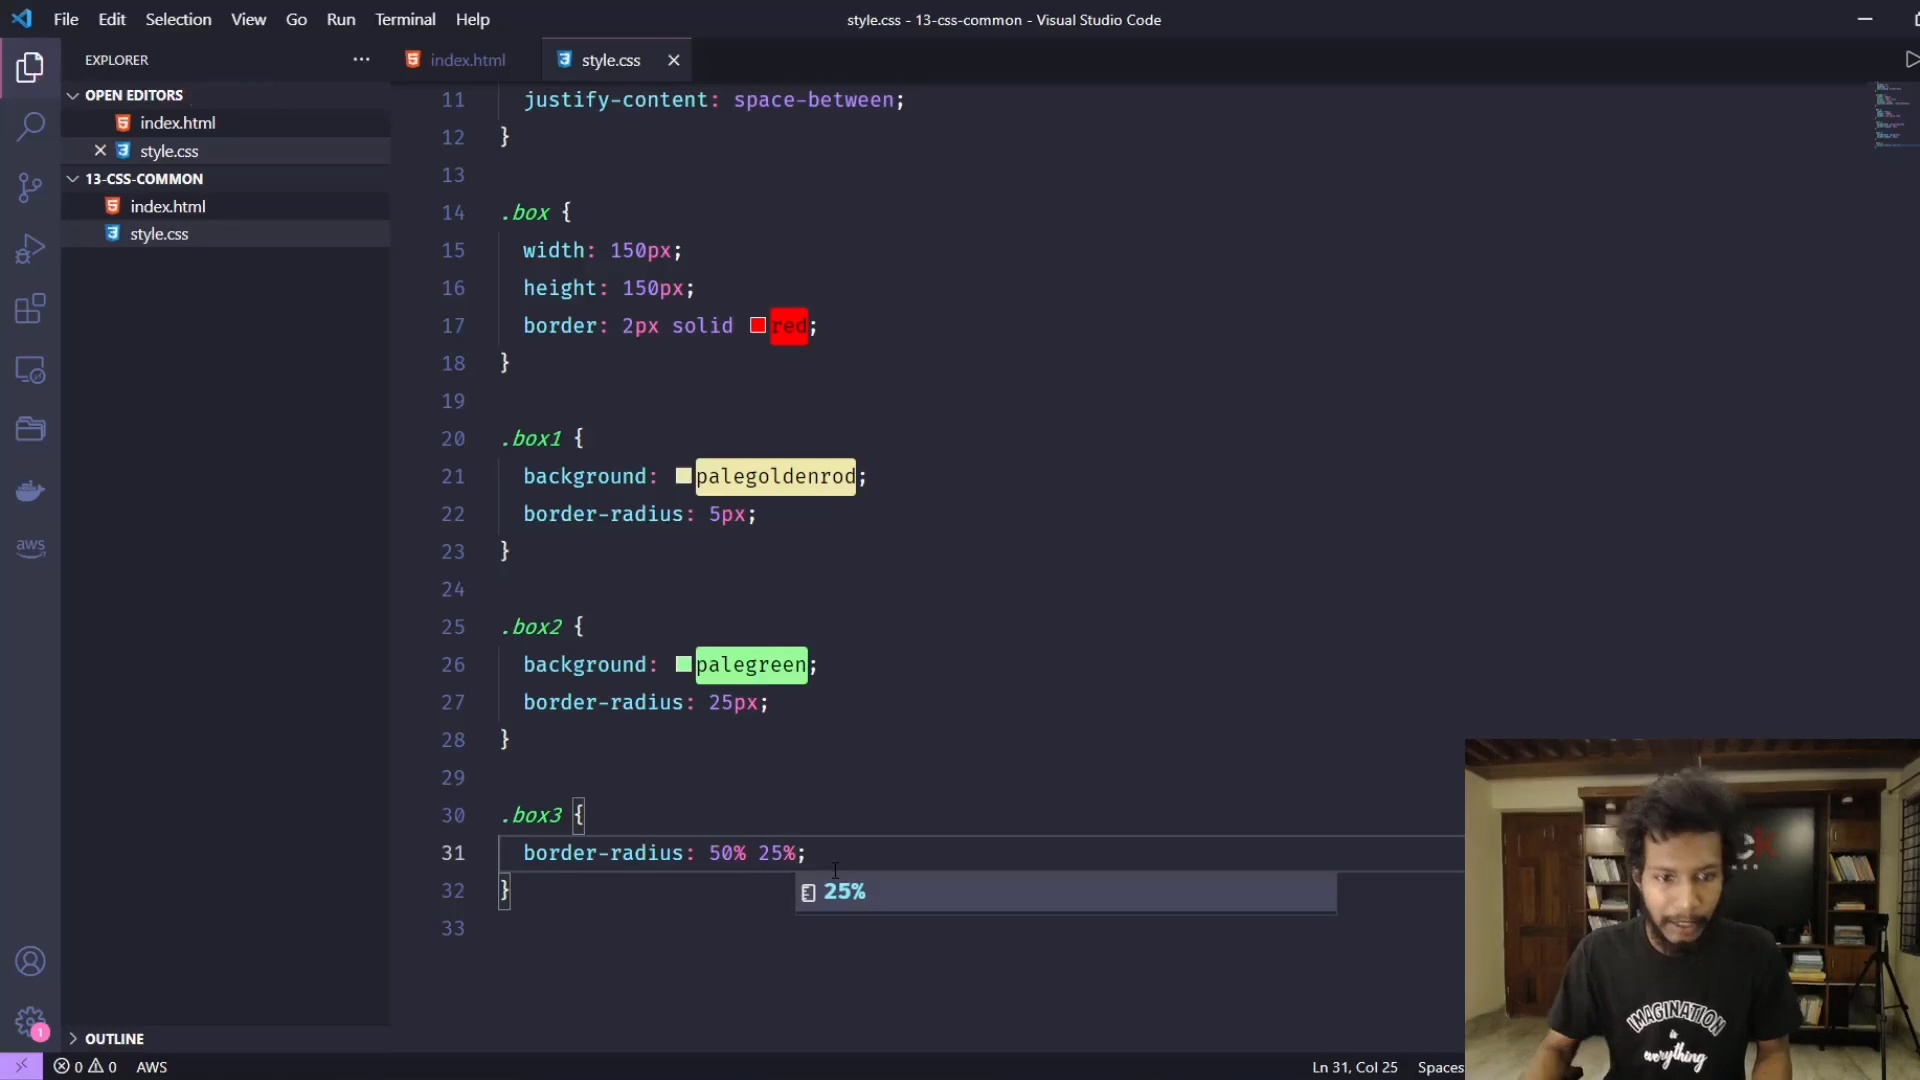 File Edit Selection View Go Run Terminal Help
style.css - 13-css-common - Visual Studio Code
EXPLORER
index.html
style.css
OPEN EDITORS
index.html
style.css
13-CSS-COMMON
index.html
style.css
11 justify-content: space-between;
12 }
13
14 .box {
15 width: 150px;
16 height: 150px;
17 border: 2px solid red;
18 }
19
20 .box1 {
21 background: palegoldenrod;
22 border-radius: 5px;
23 }
24
25 .box2 {
26 background: palegreen;
27 border-radius: 25px;
28 }
29
30 .box3 {
31 border-radius: 50% 25%;
32 }
25%
33
aws
1
OUTLINE
0 0 AWS
Ln 31, Col 25 Spaces
IMAGINATION
is
everything